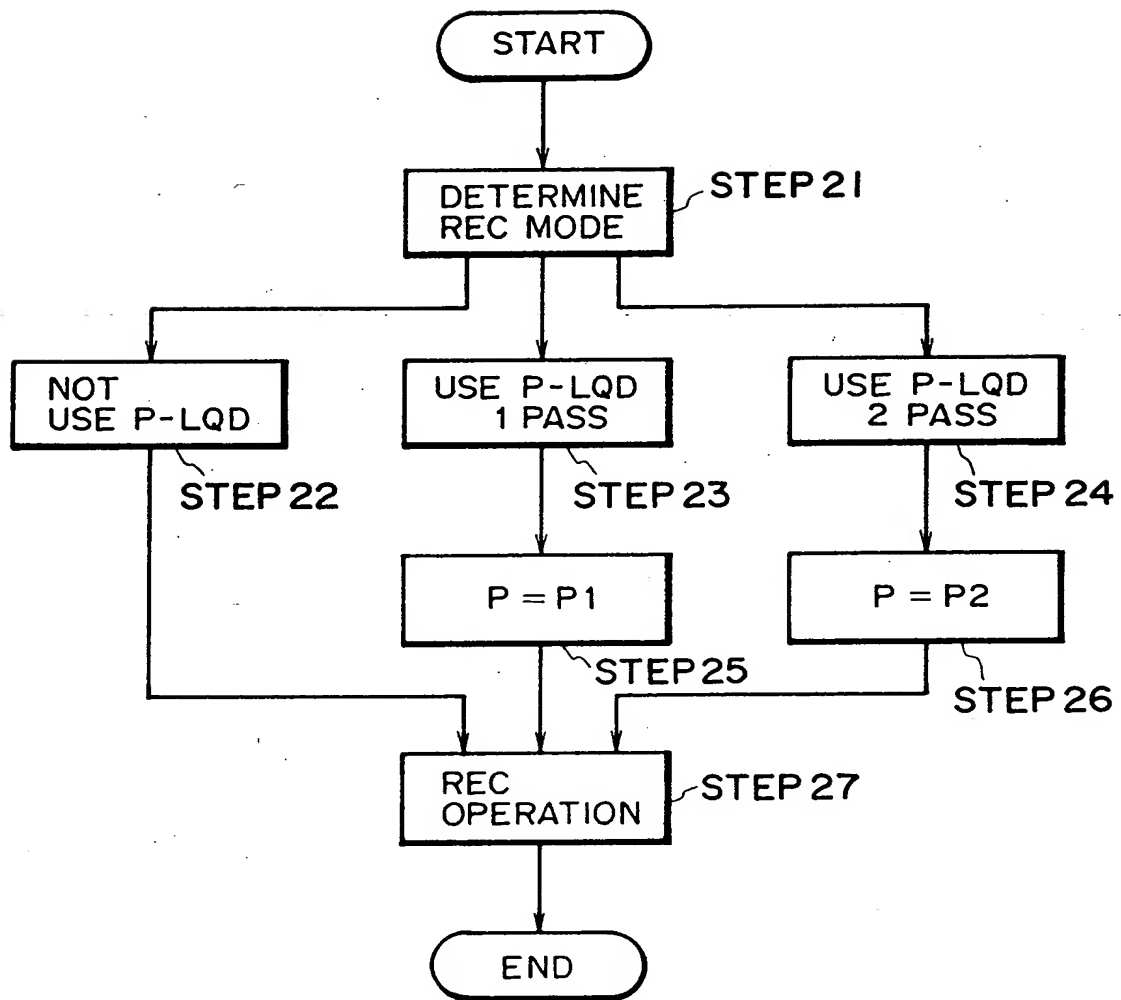 START
DETERMINE
REC MODE
STEP 21
NOT
USE P-LQD
STEP 22
USE P-LQD
1 PASS
STEP 23
USE P-LQD
2 PASS
STEP 24
P = P1
STEP 25
P = P2
STEP 26
REC
OPERATION
STEP 27
END